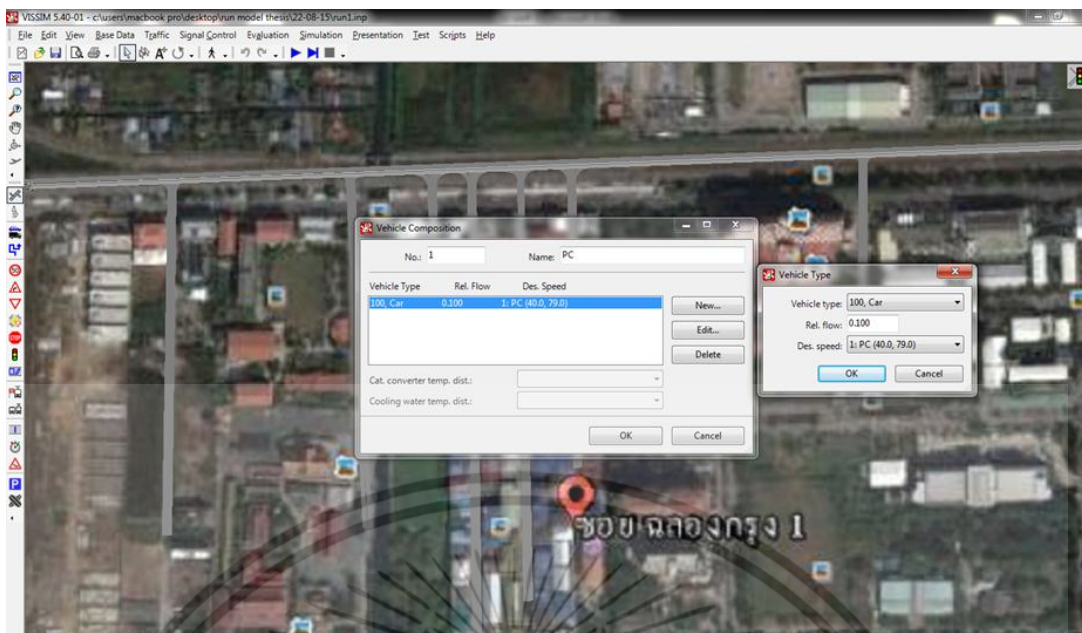 VISSIM 5.40-01 - c:\users\macbook pro\desktop\run model thesis\22-08-15\run1.inp
File Edit View Base Data Traffic Signal Control Evaluation Simulation Presentation Test Scripts Help
Vehicle Composition
No.: 1 Name: PC
Vehicle Type Rel. Flow Des. Speed
100, Car 0.100 1: PC (40.0, 79.0)
New...
Edit...
Delete
Cat. converter temp. dist.:
Cooling water temp. dist.:
OK Cancel
Vehicle Type
Vehicle type: 100, Car
Rel. flow: 0.100
Des. speed: 1: PC (40.0, 79.0)
OK Cancel
ซอย ฉลองกรุง 1